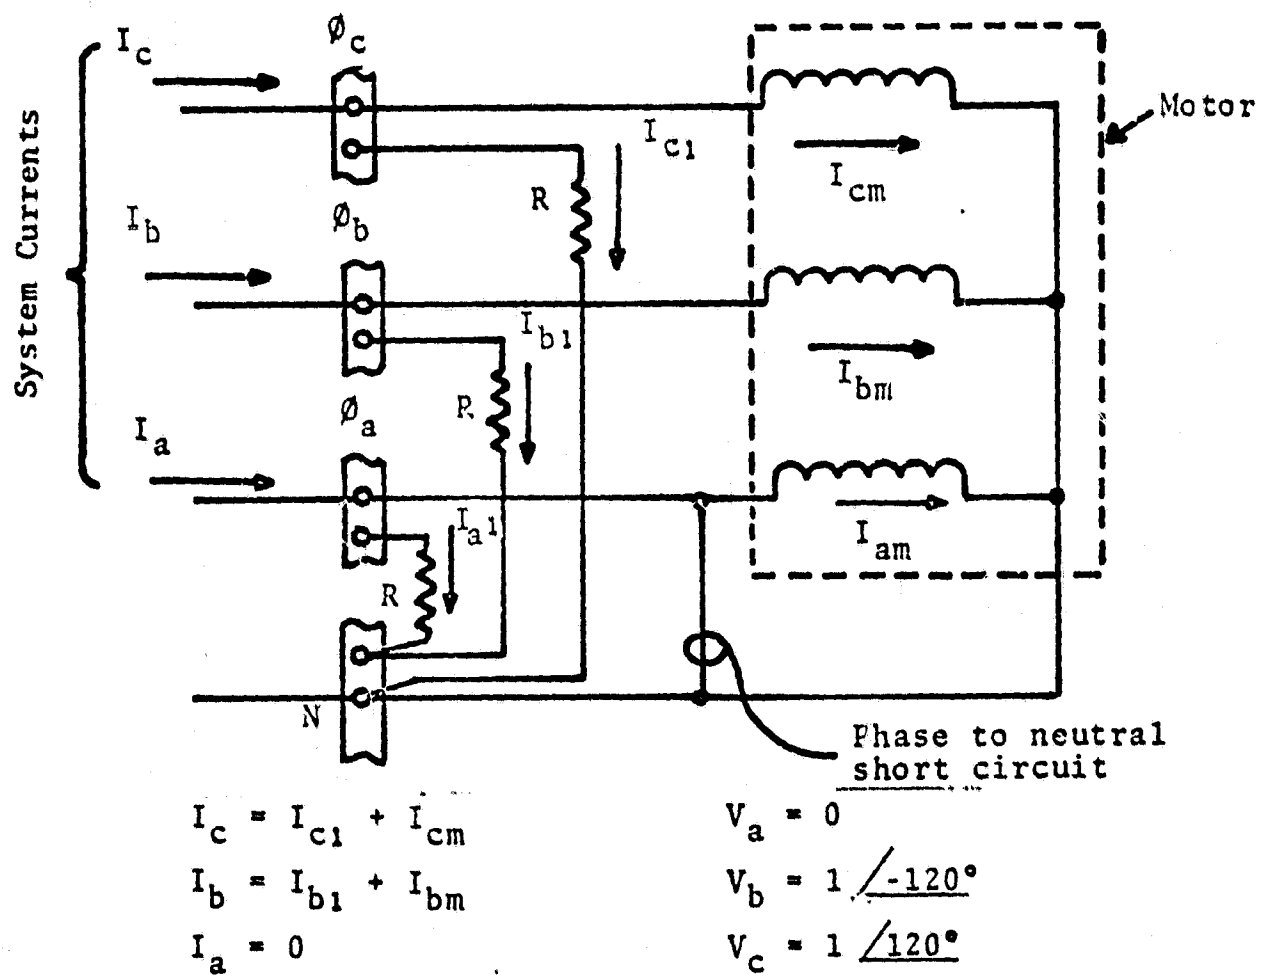 System Currents
I_c
Ø_c
I_c1
Motor
R
I_cm
I_b
Ø_b
I_b1
I_bm
R
I_a
Ø_a
I_a1
I_am
R
N
Phase to neutral
short circuit
I_c = I_c1 + I_cm
I_b = I_b1 + I_bm
I_a = 0
V_a = 0
V_b = 1 /-120°
V_c = 1 /120°